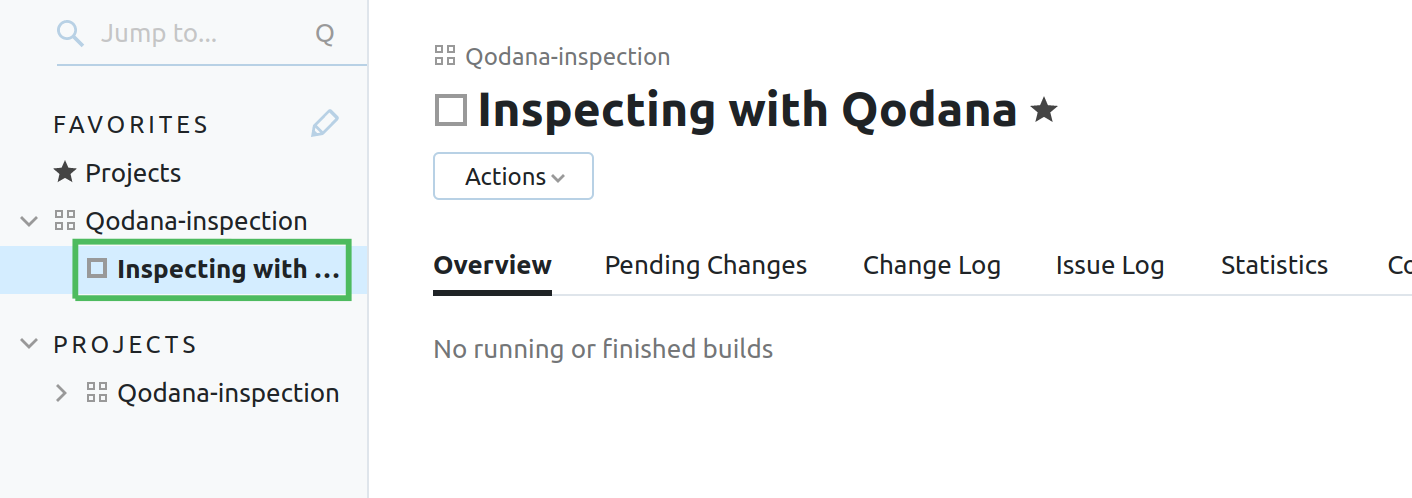 Jump to...
Q
FAVORITES
Projects
Qodana-inspection
Inspecting with ...
PROJECTS
Qodana-inspection
Qodana-inspection
Inspecting with Qodana
Actions
Overview Pending Changes Change Log Issue Log Statistics
No running or finished builds